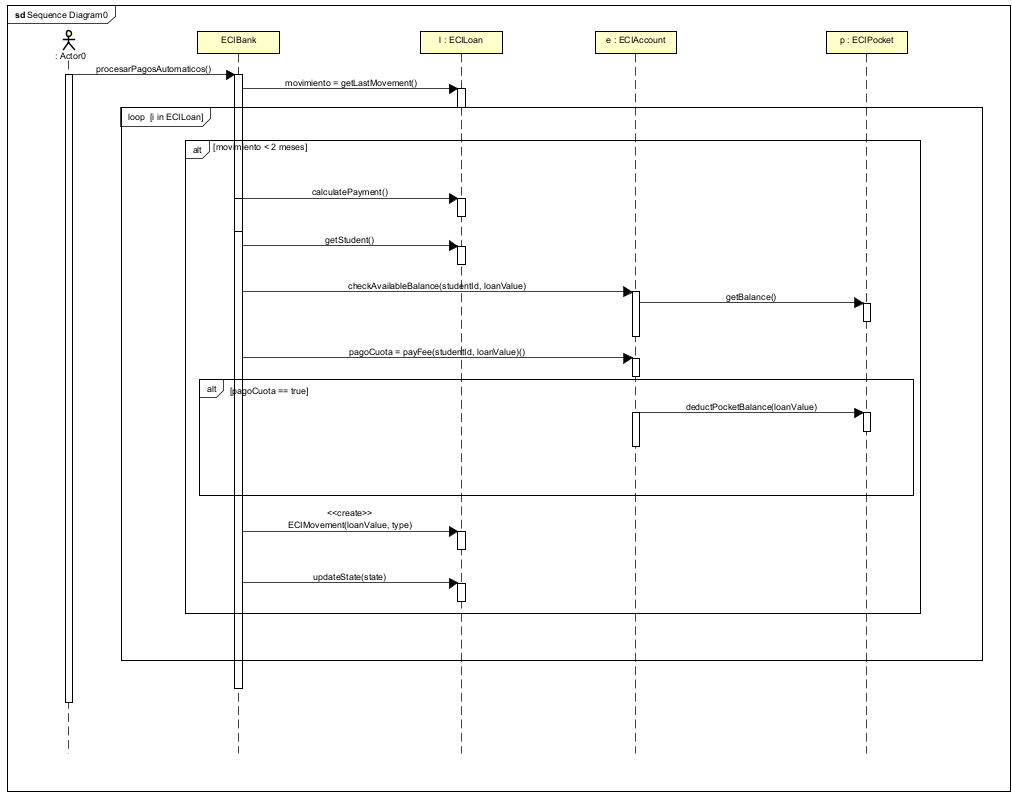 sd Sequence Diagram0
: Actor0
ECIBank
l : ECILoan
e : ECIAccount
p : ECIPocket
procesarPagosAutomaticos()
movimiento = getLastMovement()
loop [i in ECILoan]
alt [movimiento < 2 meses]
calculatePayment()
getStudent()
checkAvailableBalance(studentId, loanValue)
getBalance()
pagoCuota = payFee(studentId, loanValue)()
alt [pagoCuota == true]
deductPocketBalance(loanValue)
<<create>>
ECIMovement(loanValue, type)
updateState(state)